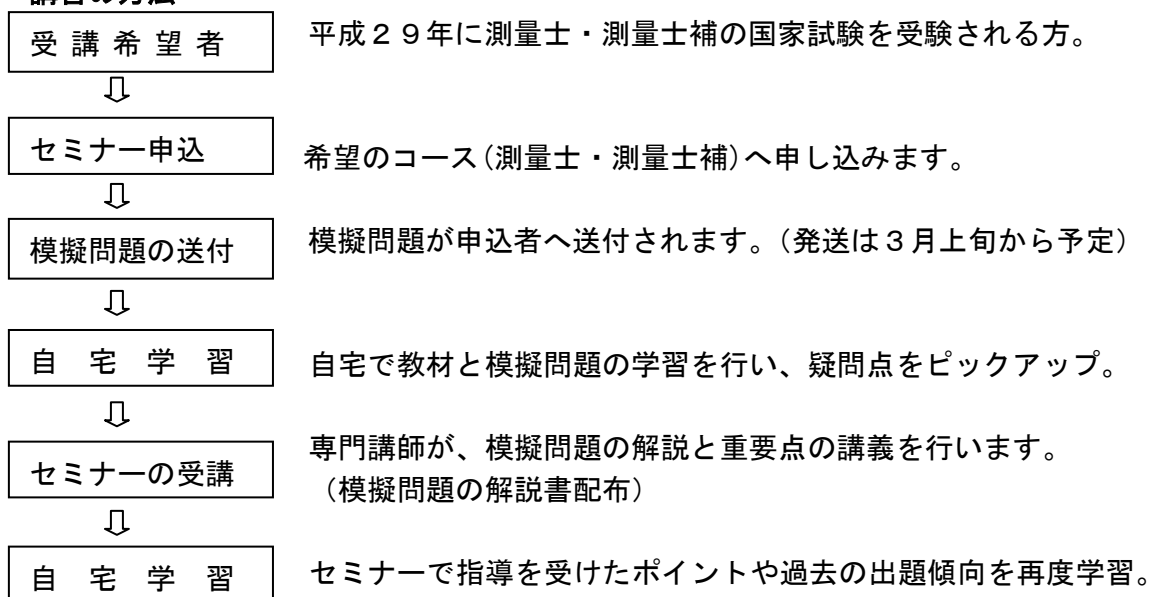 受 講 希 望 者
平成２９年に測量士・測量士補の国家試験を受験される方。
⇩
セミナー申込
希望のコース(測量士・測量士補)へ申し込みます。
⇩
模擬問題の送付
模擬問題が申込者へ送付されます。(発送は３月上旬から予定)
⇩
自　宅　学　習
自宅で教材と模擬問題の学習を行い、疑問点をピックアップ。
⇩
セミナーの受講
専門講師が、模擬問題の解説と重要点の講義を行います。
（模擬問題の解説書配布）
⇩
自　宅　学　習
セミナーで指導を受けたポイントや過去の出題傾向を再度学習。